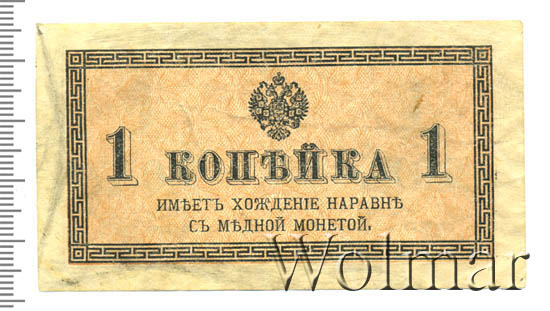 1 КОПѢЙКА 1
ИМѢЕТЪ ХОЖДЕНІЕ НАРАВНѢ
СЪ МѢДНОЙ МОНЕТОЙ.
Wolmar